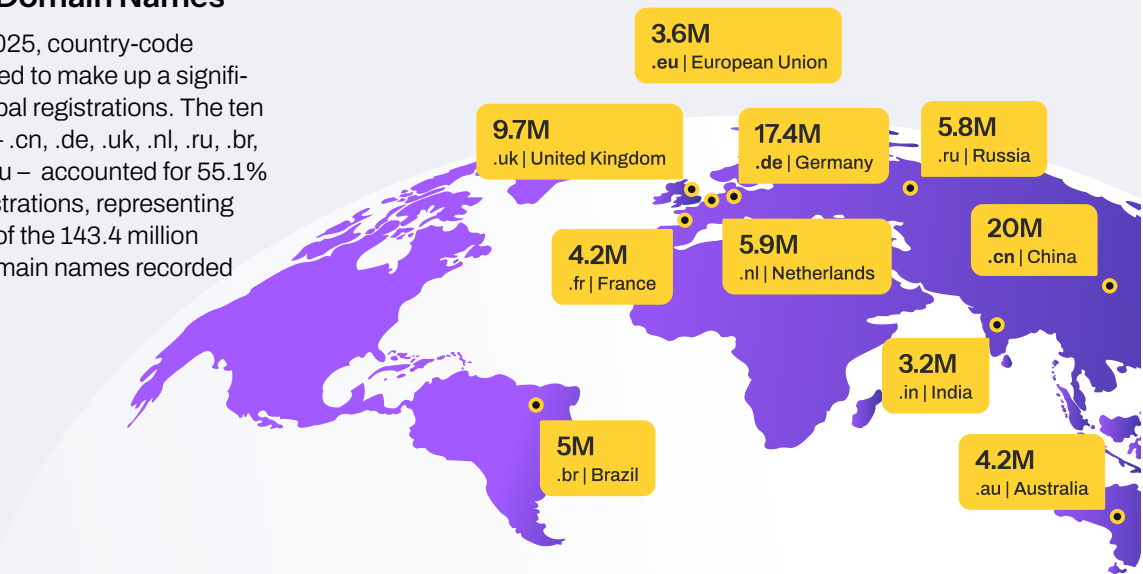 Domain Names
025, country-code
ed to make up a signifi-
bal registrations. The ten
– .cn, .de, .uk, .nl, .ru, .br,
u – accounted for 55.1%
strations, representing
of the 143.4 million
main names recorded
3.6M
.eu | European Union
9.7M
.uk | United Kingdom
17.4M
.de | Germany
5.8M
.ru | Russia
4.2M
.fr | France
5.9M
.nl | Netherlands
20M
.cn | China
3.2M
.in | India
5M
.br | Brazil
4.2M
.au | Australia